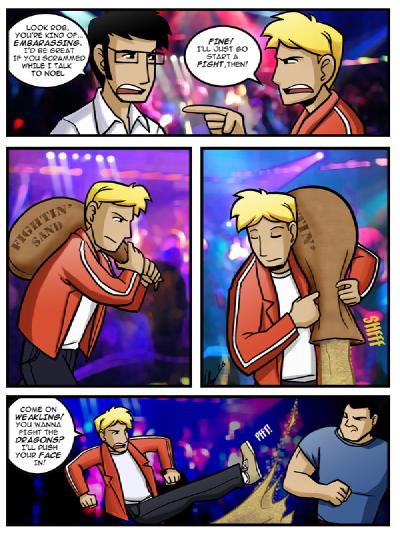 LOOK ROB,
YOU'RE KIND OF...
EMBARASSING.
I'D BE GREAT
IF YOU SCRAMMED
WHILE I TALK
TO NOEL
FINE!
I'LL JUST GO
START A
FIGHT, THEN!
FIGHTIN'
SAND
TIN'
SHFFF
COME ON
WEAKLING!
YOU WANNA
FIGHT THE
DRAGONS?
I'LL PUSH
YOUR FACE
IN!
PFFT!